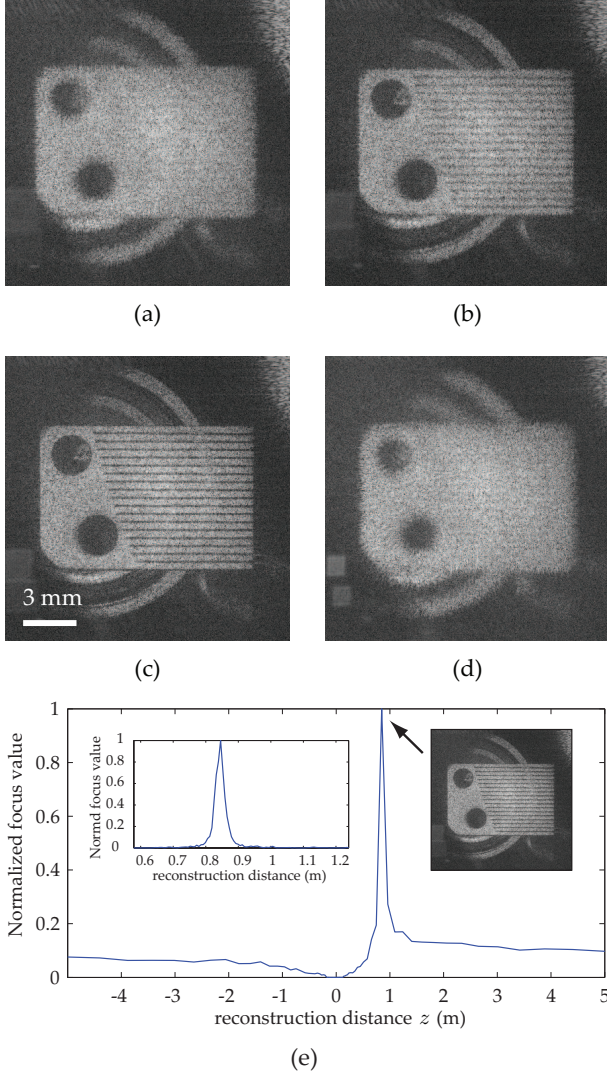 (a)
(b)
3 mm
(c)
(d)
Normalized focus value
1
0.8
0.6
0.4
0.2
0
Normd focus value
1
0.8
0.6
0.4
0.2
0
0.6 0.7 0.8 0.9 1 1.1 1.2
reconstruction distance (m)
-4 -3 -2 -1 0 1 2 3 4 5
reconstruction distance z (m)
(e)